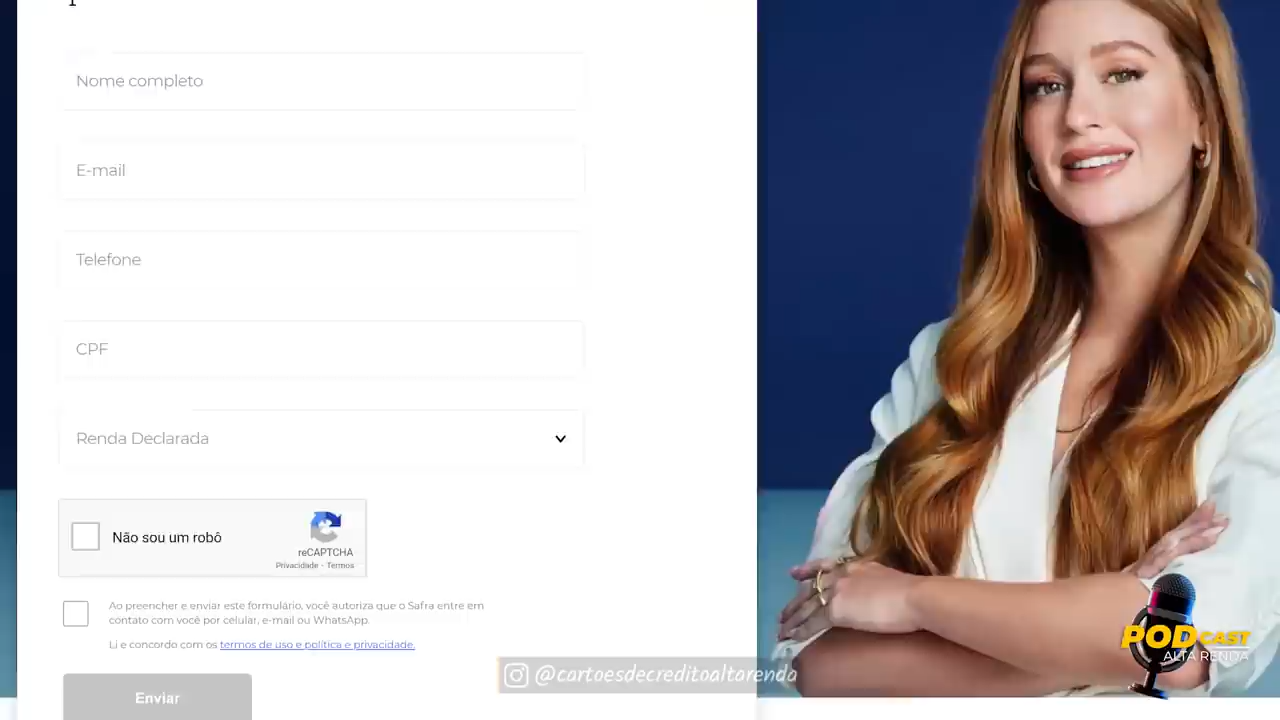 Nome completo
E-mail
Telefone
CPF
Renda Declarada
Não sou um robô
reCAPTCHA
Privacidade - Termos
Ao preencher e enviar este formulário, você autoriza que o Safra entre em
contato com você por celular, e-mail ou WhatsApp.
Li e concordo com os termos de uso e política e privacidade.
Enviar
@cartoesdecreditoaltarenda
PODCAST
ALTA RENDA